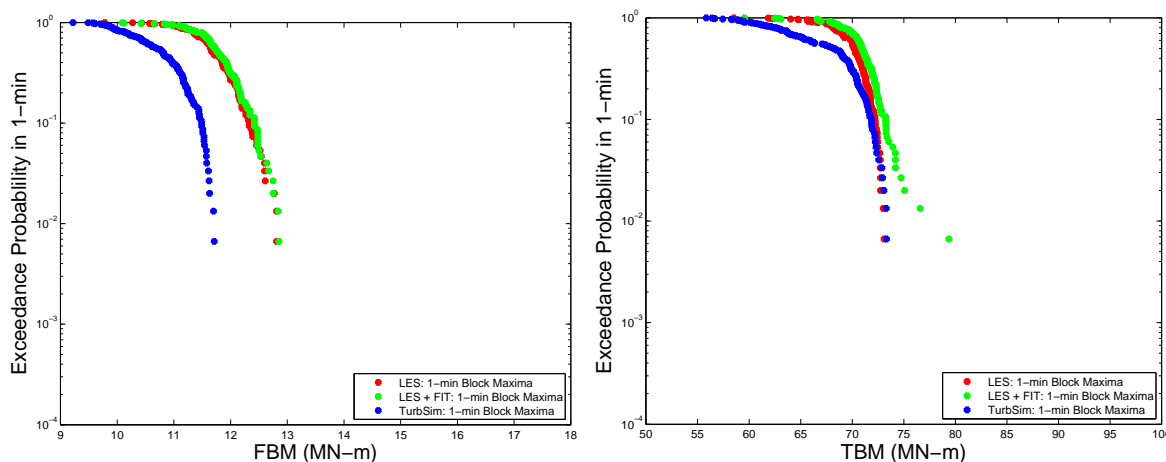 Exceedance Probablility in 1−min
10^0
10^−1
10^−2
10^−3
10^−4
9 10 11 12 13 14 15 16 17 18
FBM (MN−m)
LES: 1−min Block Maxima
LES + FIT: 1−min Block Maxima
TurbSim: 1−min Block Maxima
Exceedance Probablility in 1−min
10^0
10^−1
10^−2
10^−3
10^−4
50 55 60 65 70 75 80 85 90 95 100
TBM (MN−m)
LES: 1−min Block Maxima
LES + FIT: 1−min Block Maxima
TurbSim: 1−min Block Maxima